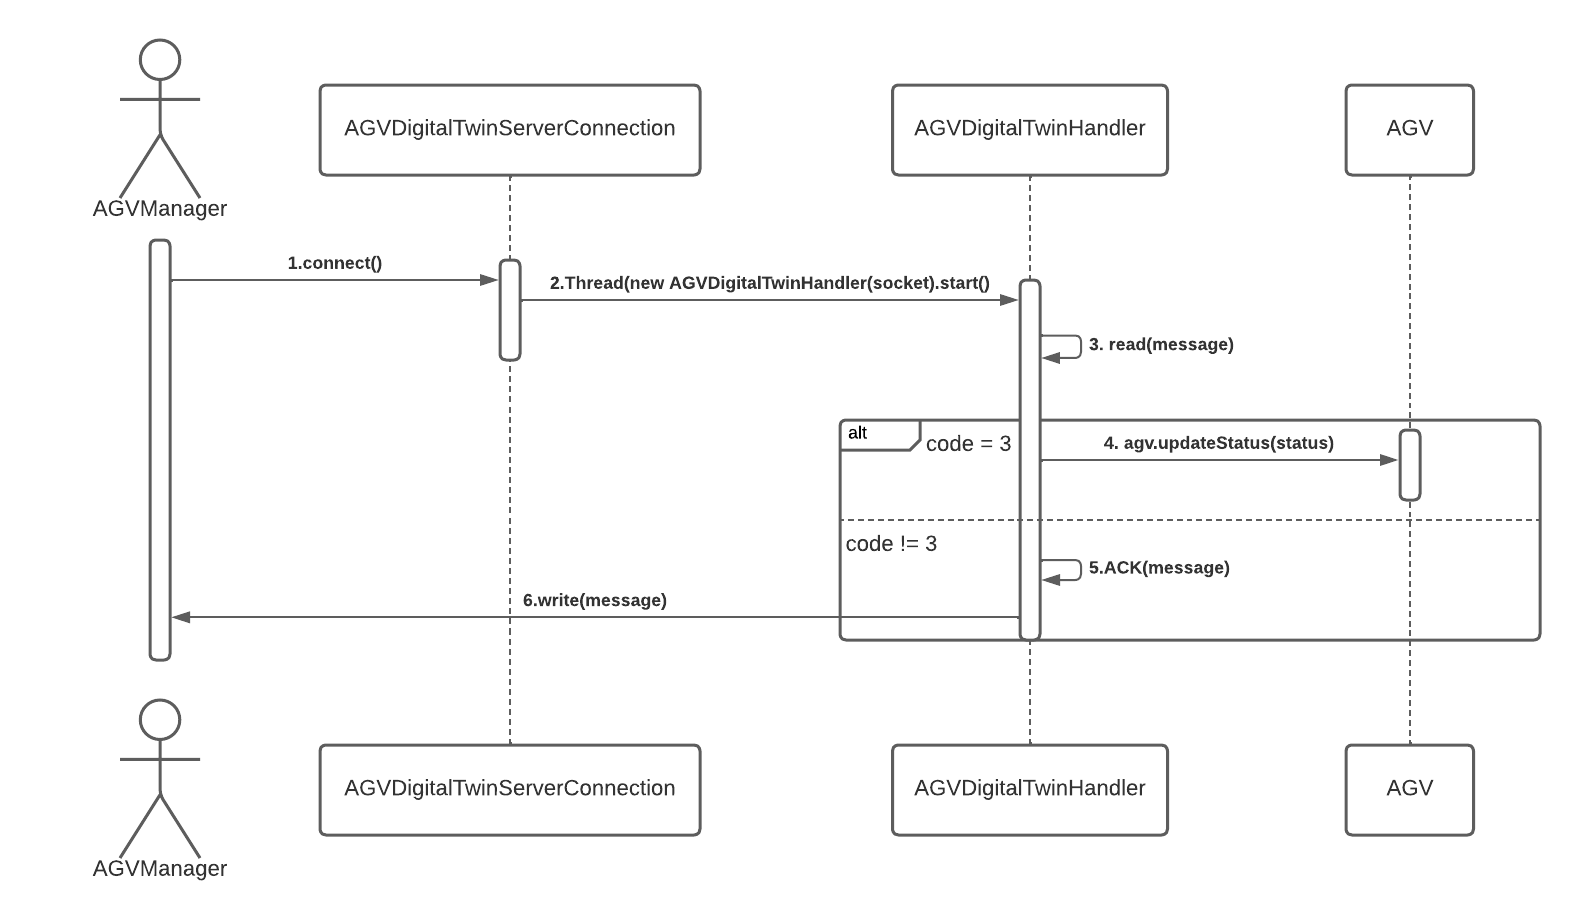 AGVDigitalTwinServerConnection
AGVDigitalTwinHandler
AGV
AGVManager
1.connect()
2.Thread(new AGVDigitalTwinHandler(socket).start()
3. read(message)
alt
code = 3
4. agv.updateStatus(status)
code != 3
5.ACK(message)
6.write(message)
AGVDigitalTwinServerConnection
AGVDigitalTwinHandler
AGV
AGVManager